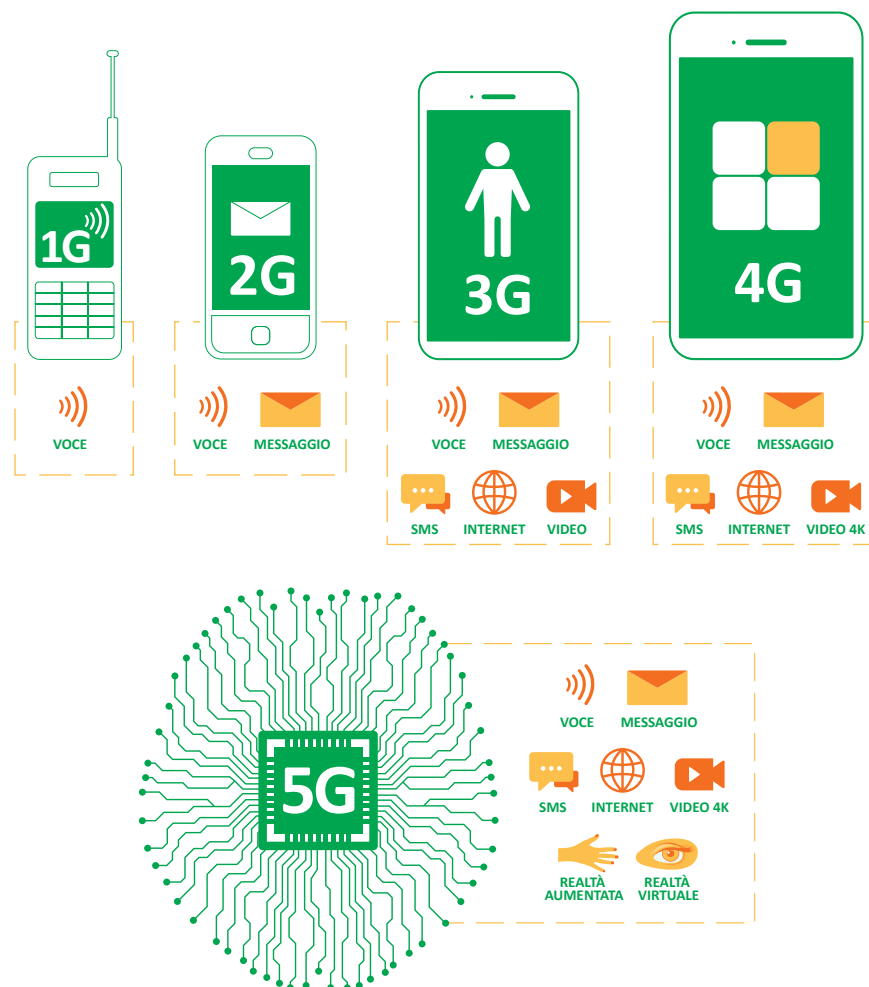 1G
2G
3G
4G
VOCE
VOCE MESSAGGIO
VOCE MESSAGGIO
SMS INTERNET VIDEO
VOCE MESSAGGIO
SMS INTERNET VIDEO 4K
5G
VOCE MESSAGGIO
SMS INTERNET VIDEO 4K
REALTÀ
AUMENTATA
REALTÀ
VIRTUALE